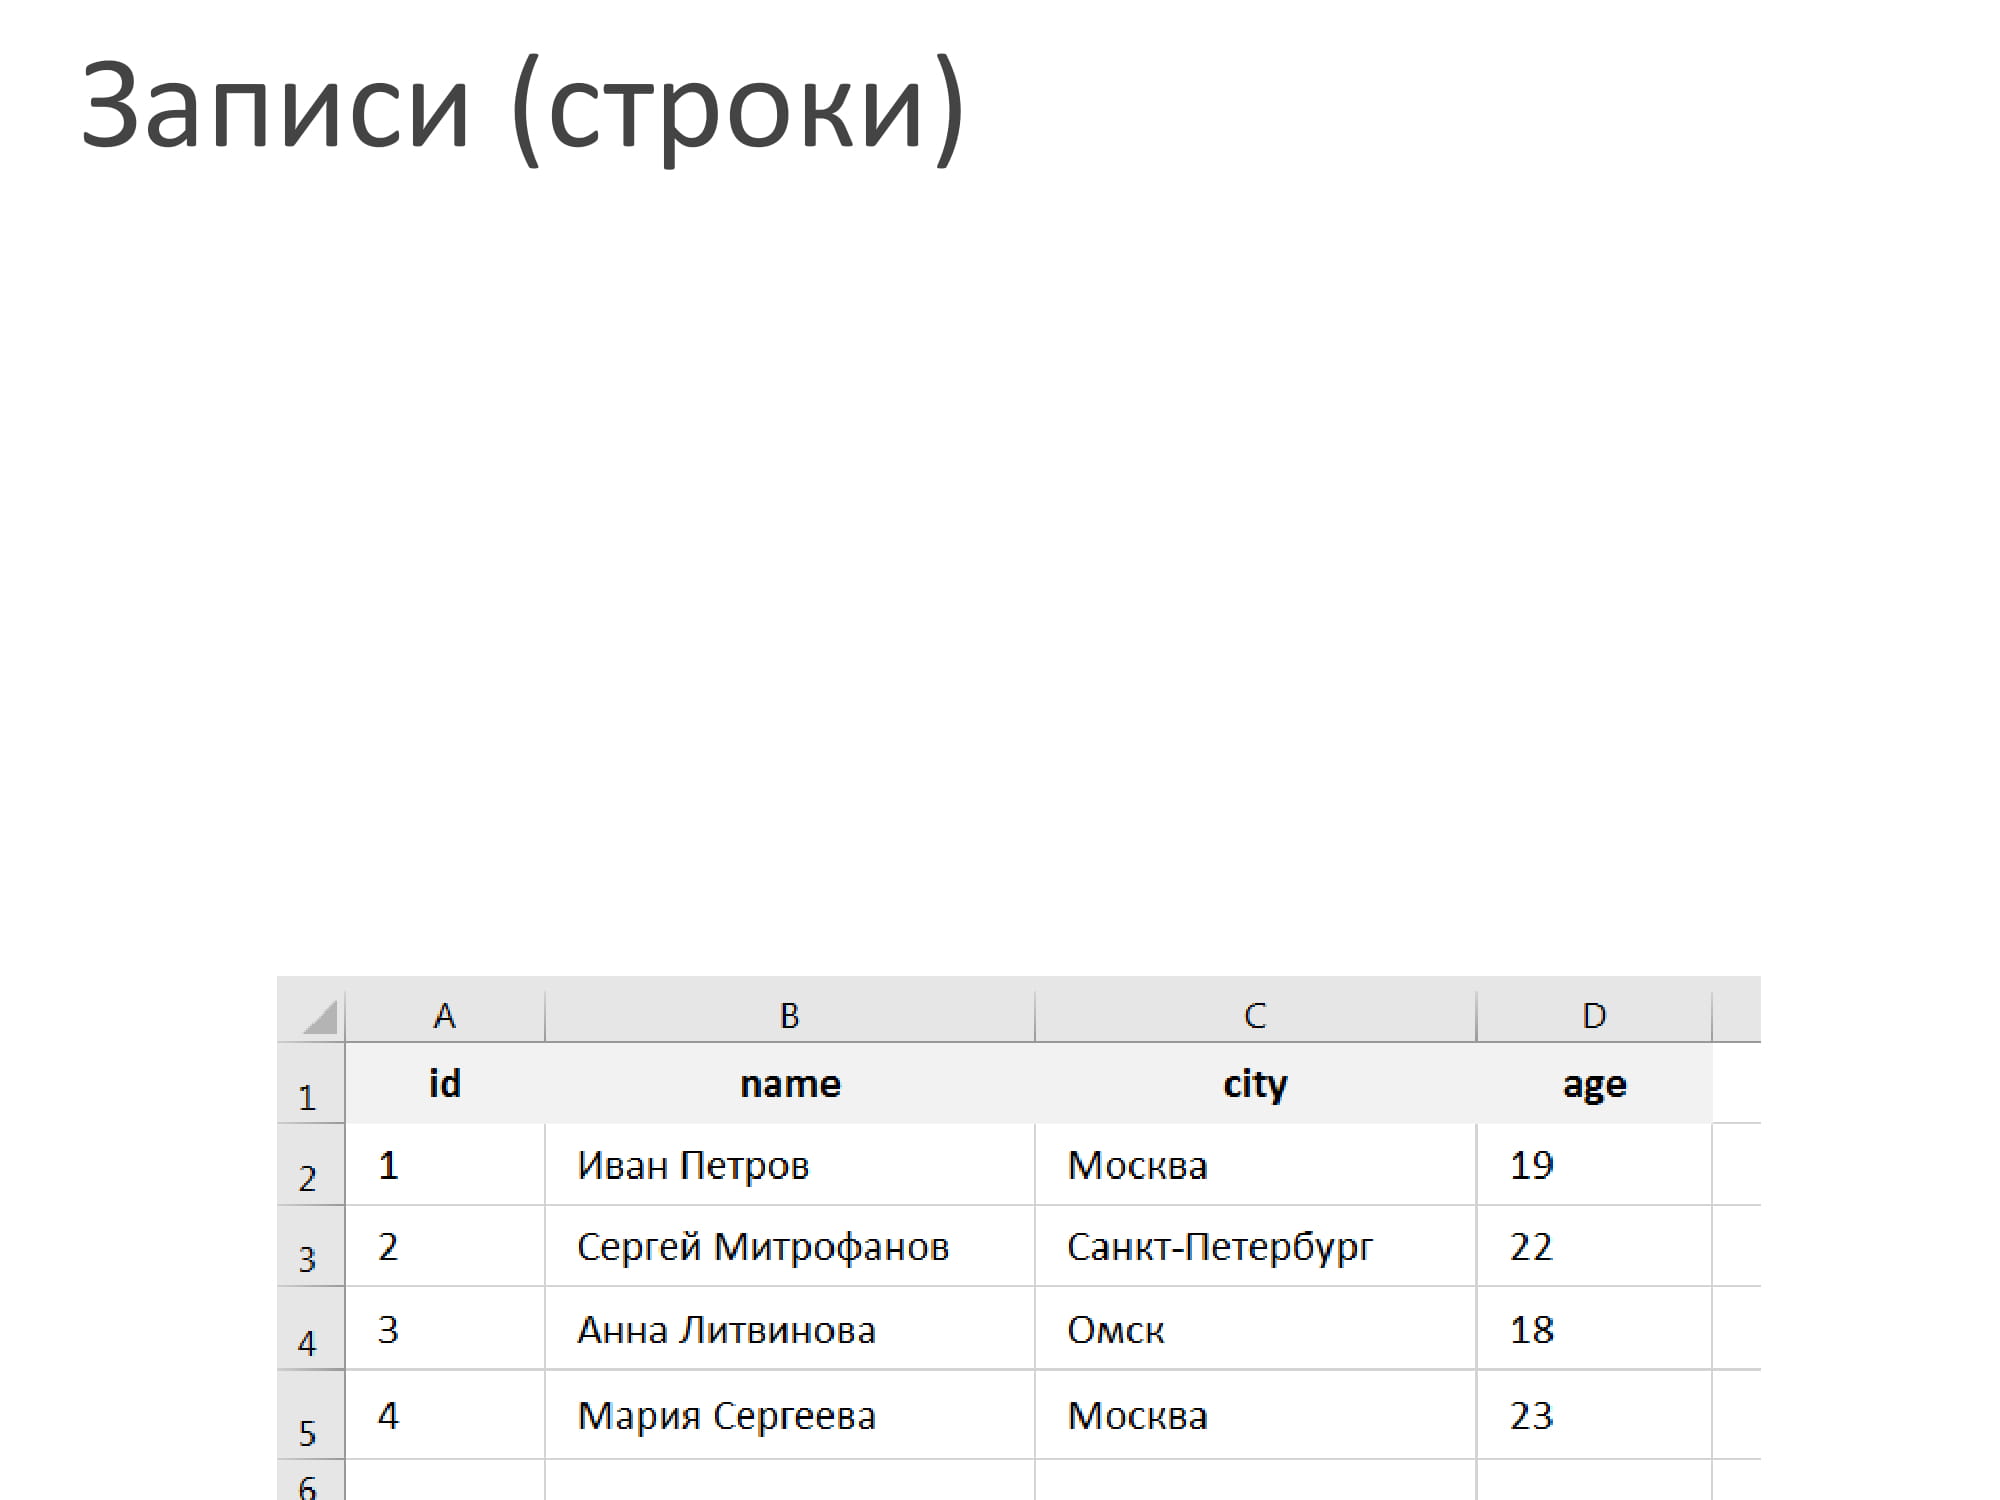 Записи (строки)
A B C D
1 id name city age
2 1 Иван Петров Москва 19
3 2 Сергей Митрофанов Санкт-Петербург 22
4 3 Анна Литвинова Омск 18
5 4 Мария Сергеева Москва 23
6